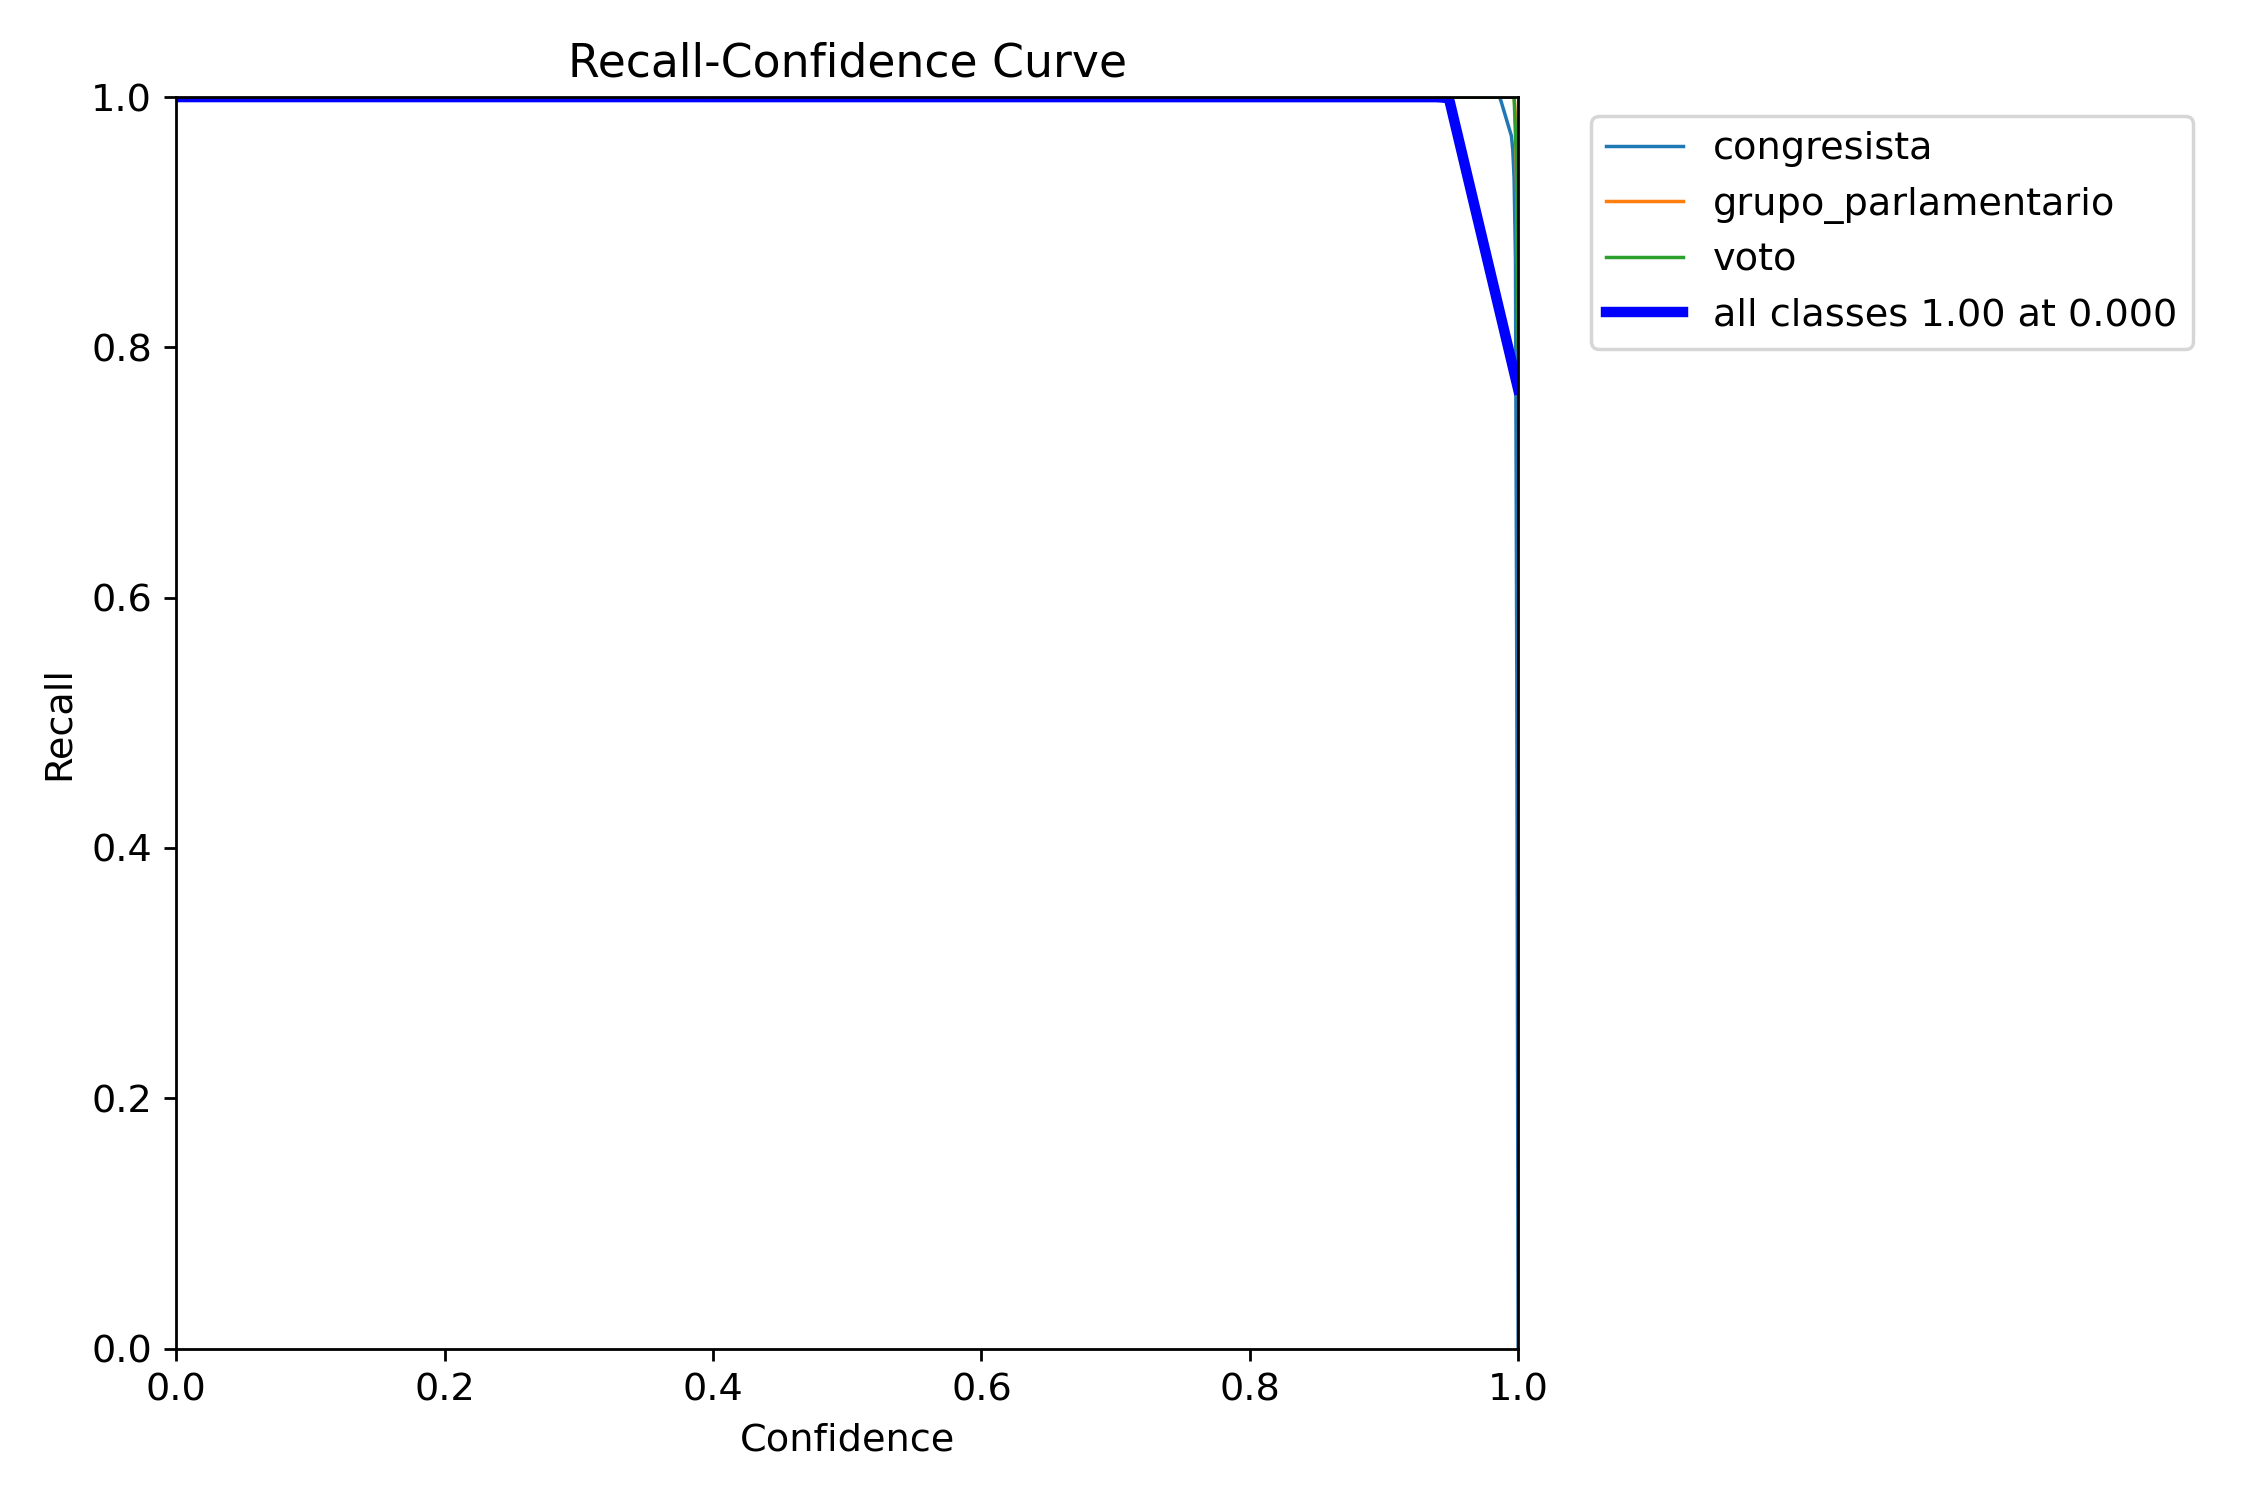 Recall-Confidence Curve
1.0
0.8
0.6
0.4
0.2
0.0
Recall
0.0 0.2 0.4 0.6 0.8 1.0
Confidence
congresista
grupo_parlamentario
voto
all classes 1.00 at 0.000